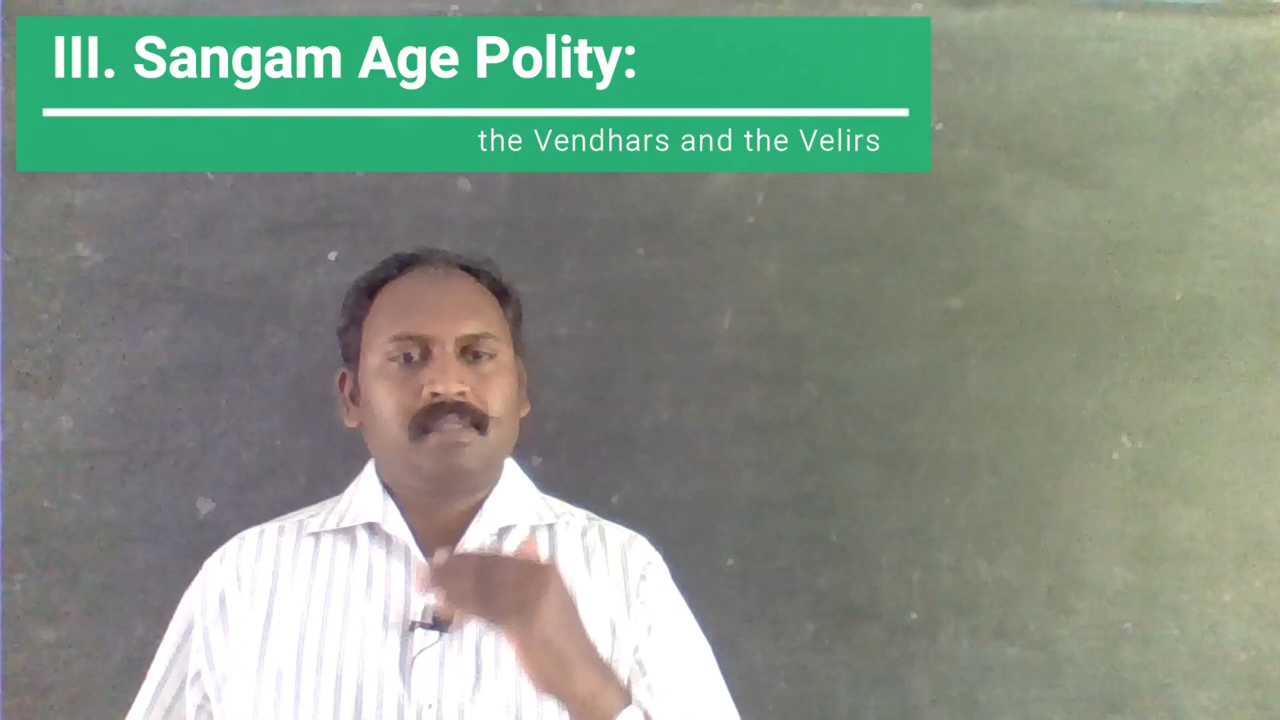 III. Sangam Age Polity:
the Vendhars and the Velirs